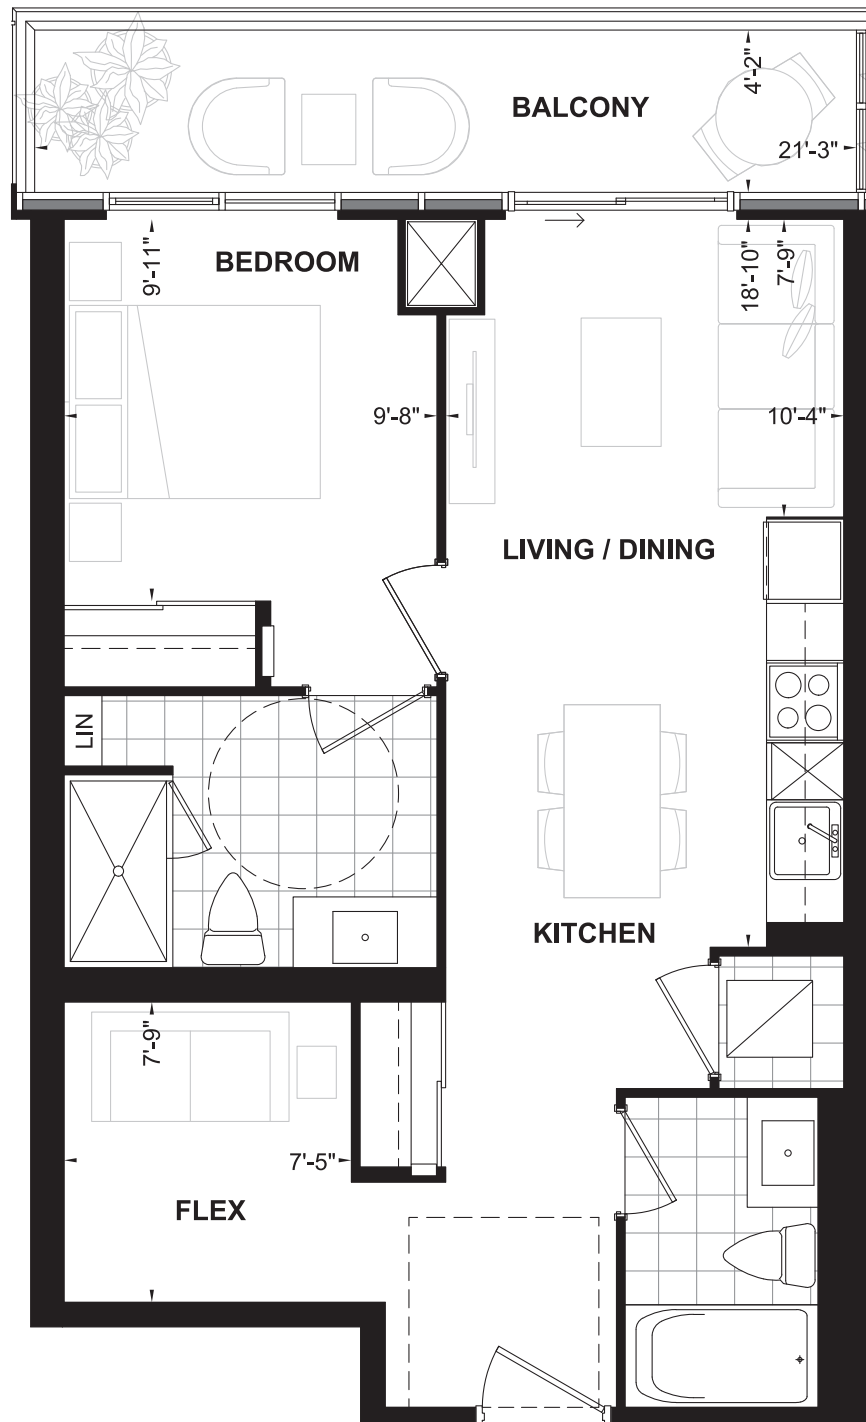 4'-2"
BALCONY
21'-3"
9'-11"
BEDROOM
18'-10"
7'-9"
9'-8"
10'-4"
LIVING / DINING
LIN
KITCHEN
7'-9"
7'-5"
FLEX